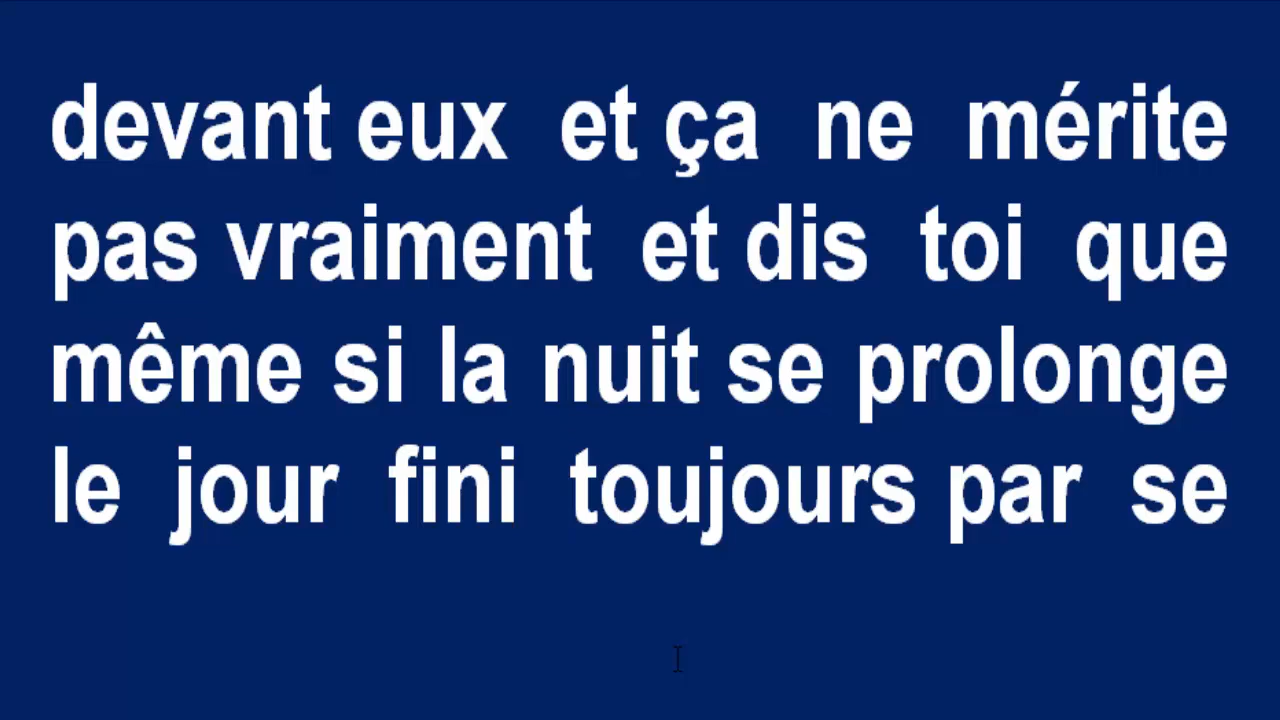 devant eux et ça ne mérite
pas vraiment et dis toi que
même si la nuit se prolonge
le jour fini toujours par se